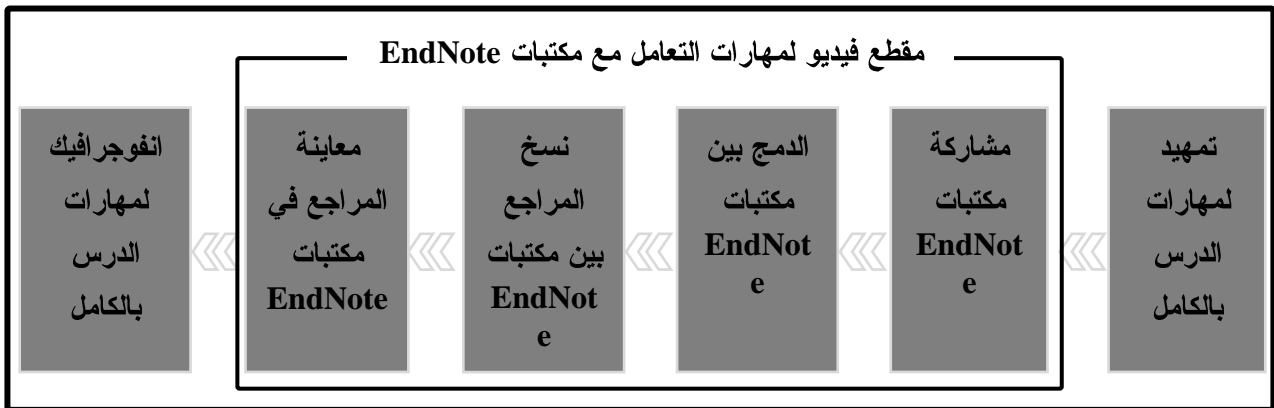 مقطع فيديو لمهارات التعامل مع مكتبات EndNote
تمهيد
لمهارات
الدرس
بالكامل
مشاركة
مكتبات
EndNot
e
الدمج بين
مكتبات
EndNot
e
نسخ
المراجع
بين مكتبات
EndNot
e
معاينة
المراجع في
مكتبات
EndNote
انفوجرافيك
لمهارات
الدرس
بالكامل